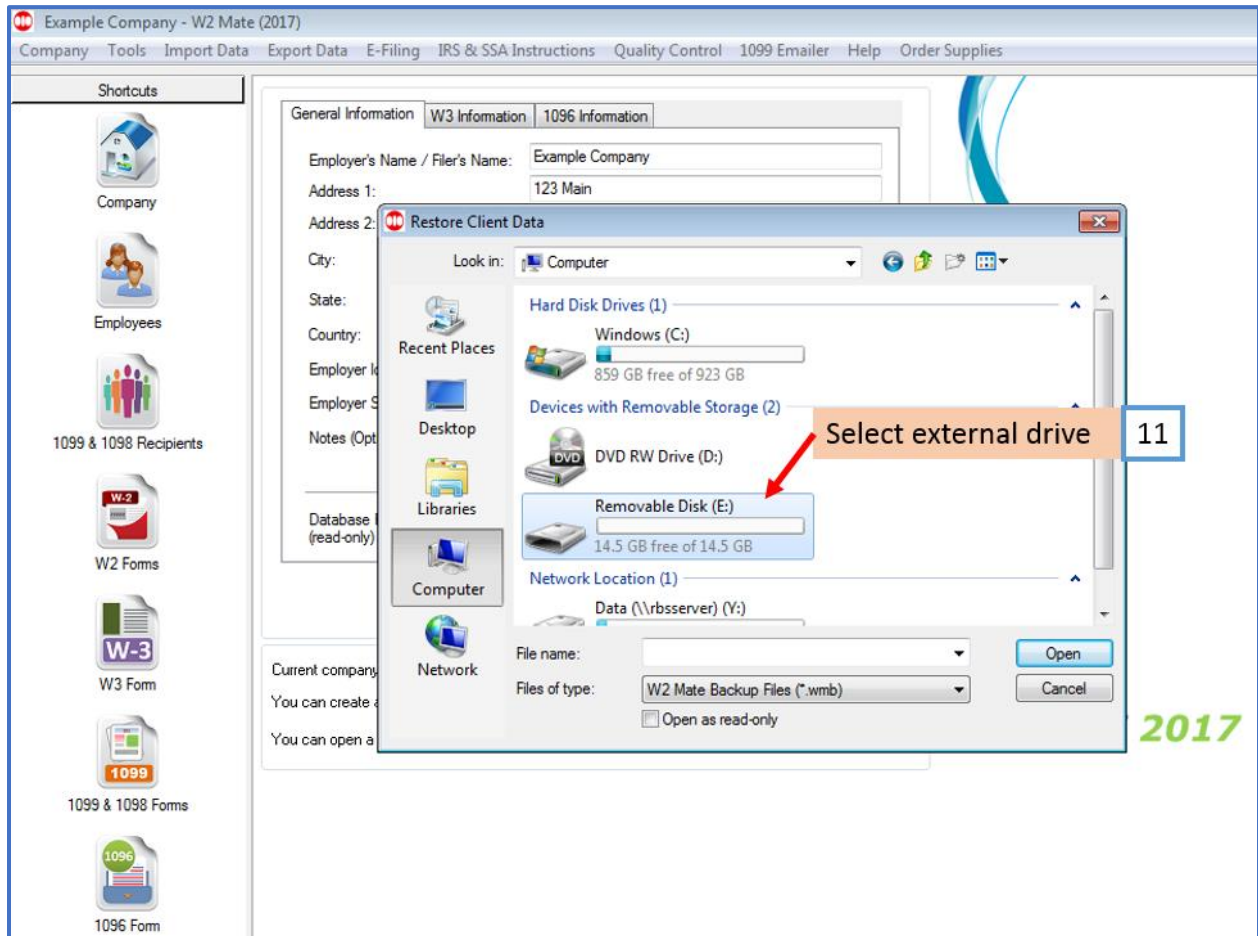 Example Company - W2 Mate (2017)
Company Tools Import Data Export Data E-Filing IRS & SSA Instructions Quality Control 1099 Emailer Help Order Supplies
Shortcuts
Company
Employees
1099 & 1098 Recipients
W-2
W2 Forms
W-3
W3 Form
1099
1099 & 1098 Forms
1096
1096 Form
General Information W3 Information 1096 Information
Employer's Name / Filer's Name: Example Company
Address 1: 123 Main
Address 2:
City:
State:
Country:
Employer
Employer S
Notes (Opt
Database
(read-only)
Current company
You can create a
You can open a
Restore Client Data
Look in: Computer
Recent Places
Desktop
Libraries
Computer
Network
Hard Disk Drives (1)
Windows (C:)
859 GB free of 923 GB
Devices with Removable Storage (2)
DVD
DVD RW Drive (D:)
Removable Disk (E:)
14.5 GB free of 14.5 GB
Network Location (1)
Data (\\rbsserver) (Y:)
File name:
Open
Files of type: W2 Mate Backup Files (*.wmb)
Cancel
Open as read-only
Select external drive 11
2017